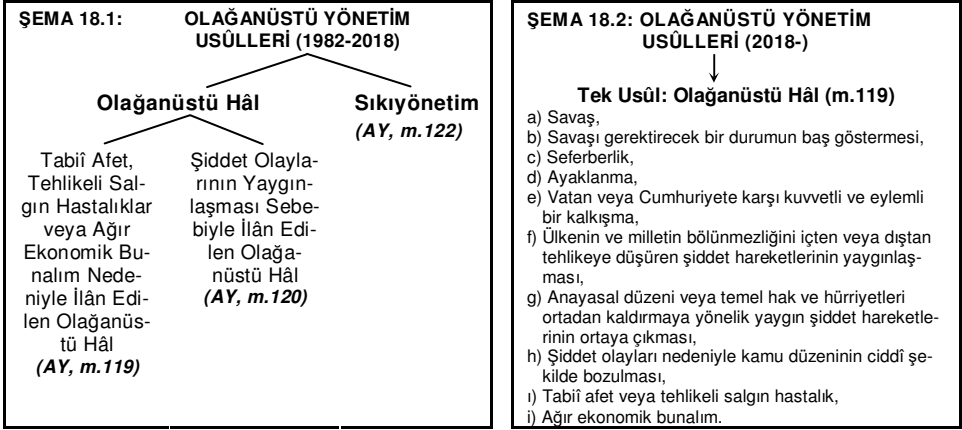 ŞEMA 18.1: OLAĞANÜSTÜ YÖNETİM
USÛLLERİ (1982-2018)
Olağanüstü Hâl
Sıkıyönetim
(AY, m.122)
Tabiî Afet,
Tehlikeli Sal-
gın Hastalıklar
veya Ağır
Ekonomik Bu-
nalım Nede-
niyle İlân Edi-
len Olağanüs-
tü Hâl
(AY, m.119)
Şiddet Olayla-
rının Yaygın-
laşması Sebe-
biyle İlân Edi-
len Olağa-
nüstü Hâl
(AY, m.120)
ŞEMA 18.2: OLAĞANÜSTÜ YÖNETİM
USÛLLERİ (2018-)
Tek Usûl: Olağanüstü Hâl (m.119)
a) Savaş,
b) Savaşı gerektirecek bir durumun baş göstermesi,
c) Seferberlik,
d) Ayaklanma,
e) Vatan veya Cumhuriyete karşı kuvvetli ve eylemli
bir kalkışma,
f) Ülkenin ve milletin bölünmezliğini içten veya dıştan
tehlikeye düşüren şiddet hareketlerinin yaygınlaş-
ması,
g) Anayasal düzeni veya temel hak ve hürriyetleri
ortadan kaldırmaya yönelik yaygın şiddet hareketle-
rinin ortaya çıkması,
h) Şiddet olayları nedeniyle kamu düzeninin ciddî şe-
kilde bozulması,
ı) Tabiî afet veya tehlikeli salgın hastalık,
i) Ağır ekonomik bunalım.